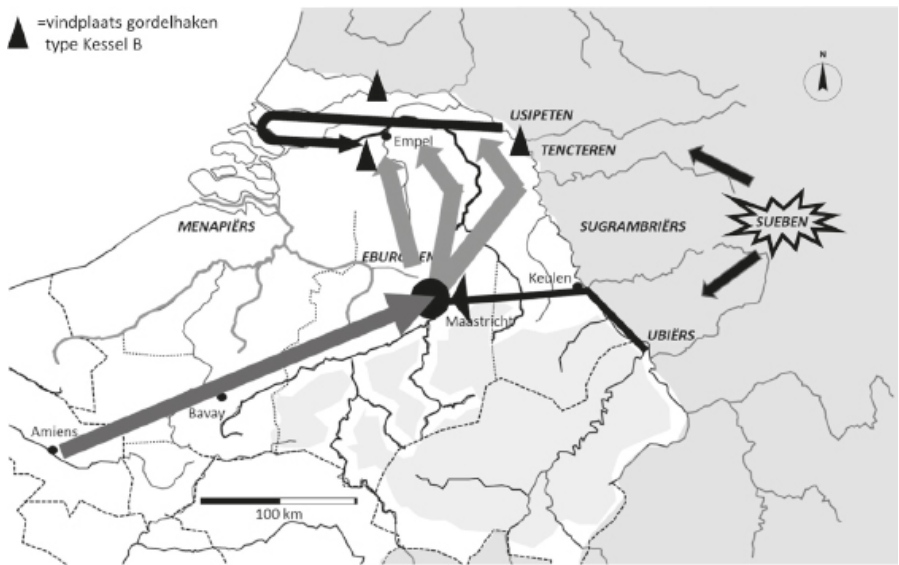 =vindplaats gordelhaken
type Kessel B
N
USIPETEN
Empel
TENCTEREN
MENAPIËRS
SUGRAMBRIËRS
SUEBEN
Keulen
Maastricht
UBIËRS
Bavay
Amiens
100 km